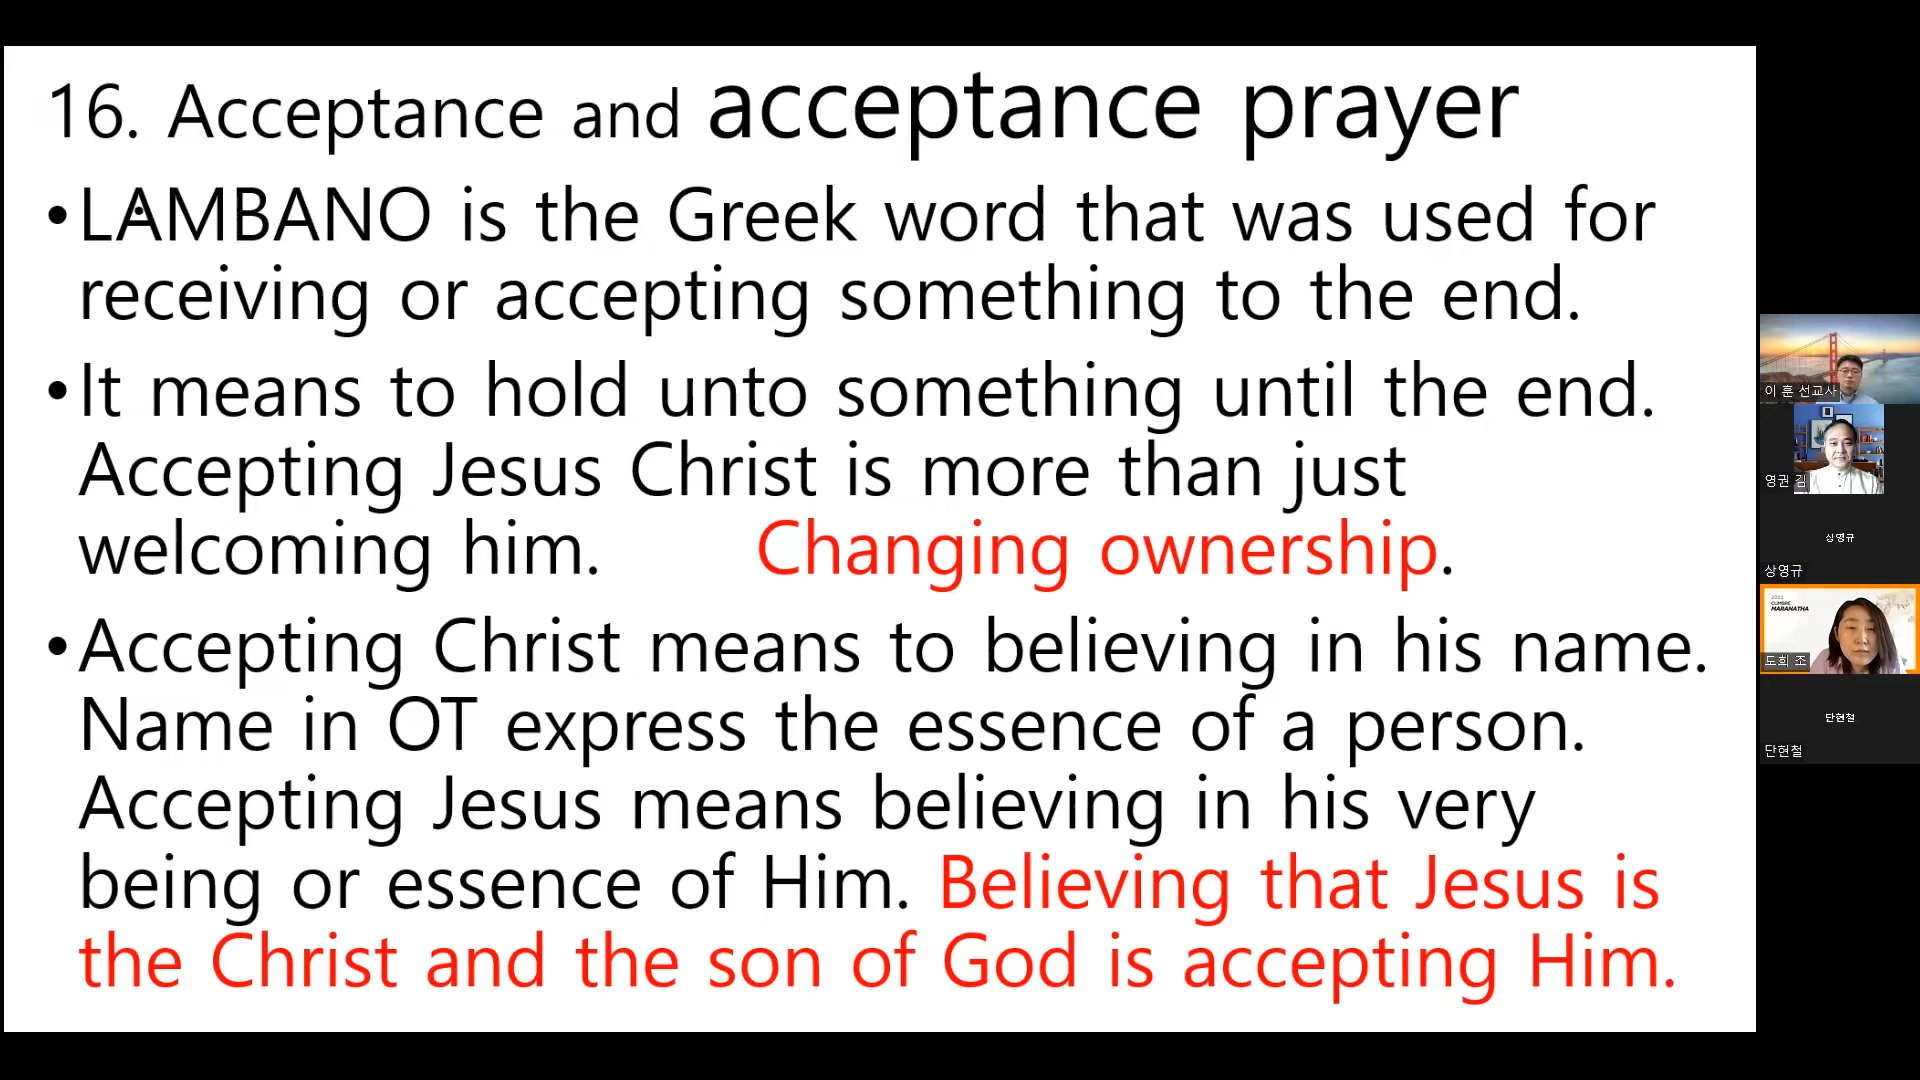 16. Acceptance and acceptance prayer
•LAMBANO is the Greek word that was used for
receiving or accepting something to the end.
•It means to hold unto something until the end.
Accepting Jesus Christ is more than just
welcoming him. Changing ownership.
•Accepting Christ means to believing in his name.
Name in OT express the essence of a person.
Accepting Jesus means believing in his very
being or essence of Him. Believing that Jesus is
the Christ and the son of God is accepting Him.
이 훈 선교사
영권 김
상영규
상영규
2022
CUMBRE
MARANATHA
도희 조
단현철
단현철